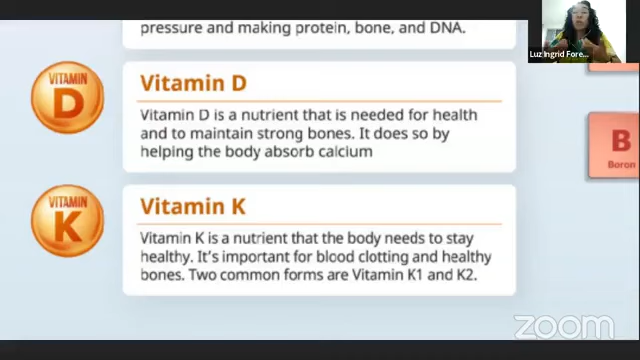 pressure and making protein, bone, and DNA.
VITAMIN
D
Vitamin D
Vitamin D is a nutrient that is needed for health
and to maintain strong bones. It does so by
helping the body absorb calcium
VITAMIN
K
Vitamin K
Vitamin K is a nutrient that the body needs to stay
healthy. It's important for blood clotting and healthy
bones. Two common forms are Vitamin K1 and K2.
Luz Ingrid Fore...
B
Boron
zoom